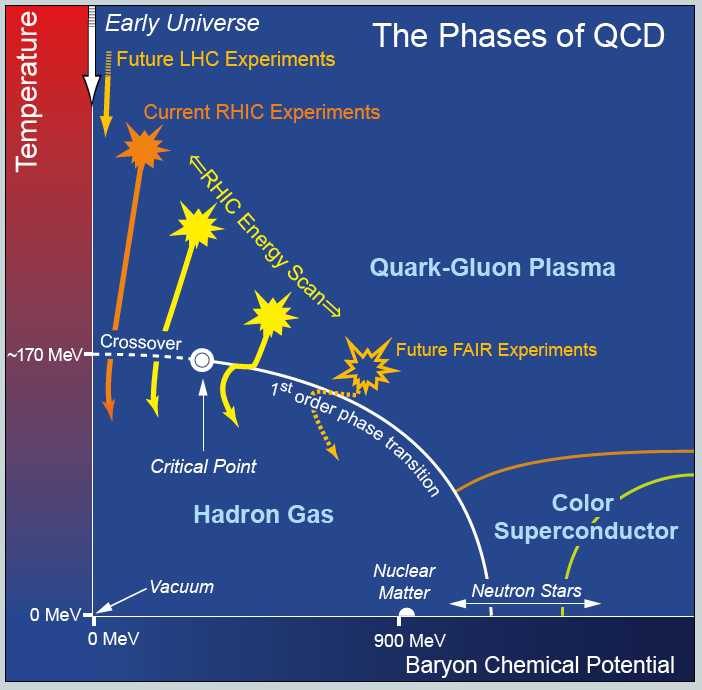 The Phases of QCD
Early Universe
Future LHC Experiments
Current RHIC Experiments
⇐RHIC Energy Scan⇒
Quark-Gluon Plasma
Temperature
Crossover
~170 MeV
Future FAIR Experiments
1st order phase transition
Critical Point
Hadron Gas
Color
Superconductor
Vacuum
Nuclear
Matter
Neutron Stars
0 MeV
0 MeV
900 MeV
Baryon Chemical Potential